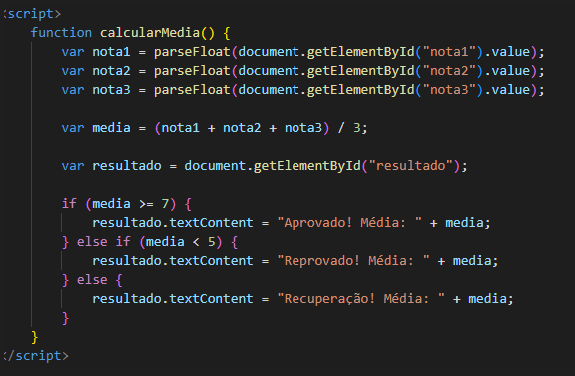 <script>
function calcularMedia() {
var nota1 = parseFloat(document.getElementById("nota1").value);
var nota2 = parseFloat(document.getElementById("nota2").value);
var nota3 = parseFloat(document.getElementById("nota3").value);
var media = (nota1 + nota2 + nota3) / 3;
var resultado = document.getElementById("resultado");
if (media >= 7) {
resultado.textContent = "Aprovado! Média: " + media;
} else if (media < 5) {
resultado.textContent = "Reprovado! Média: " + media;
} else {
resultado.textContent = "Recuperação! Média: " + media;
}
}
</script>